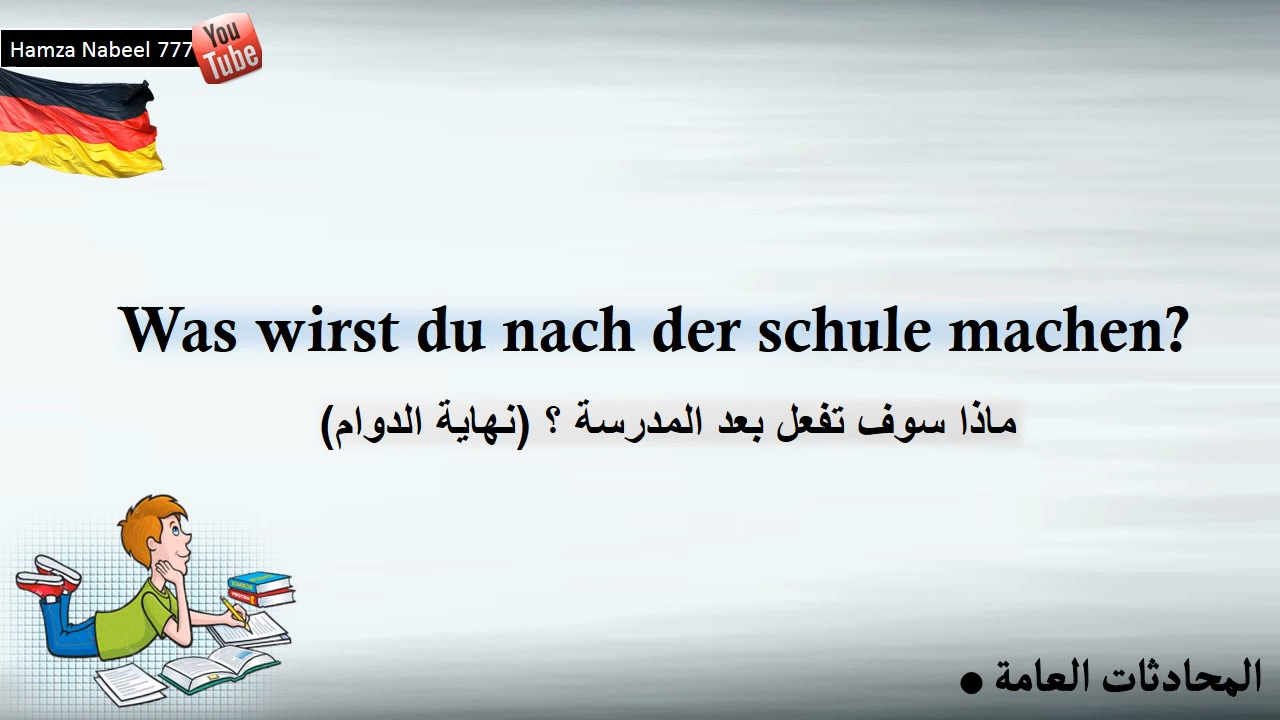 Hamza Nabeel 777
You
Tube
Was wirst du nach der schule machen?
ماذا سوف تفعل بعد المدرسة ؟ (نهاية الدوام)
المحادثات العامة ●